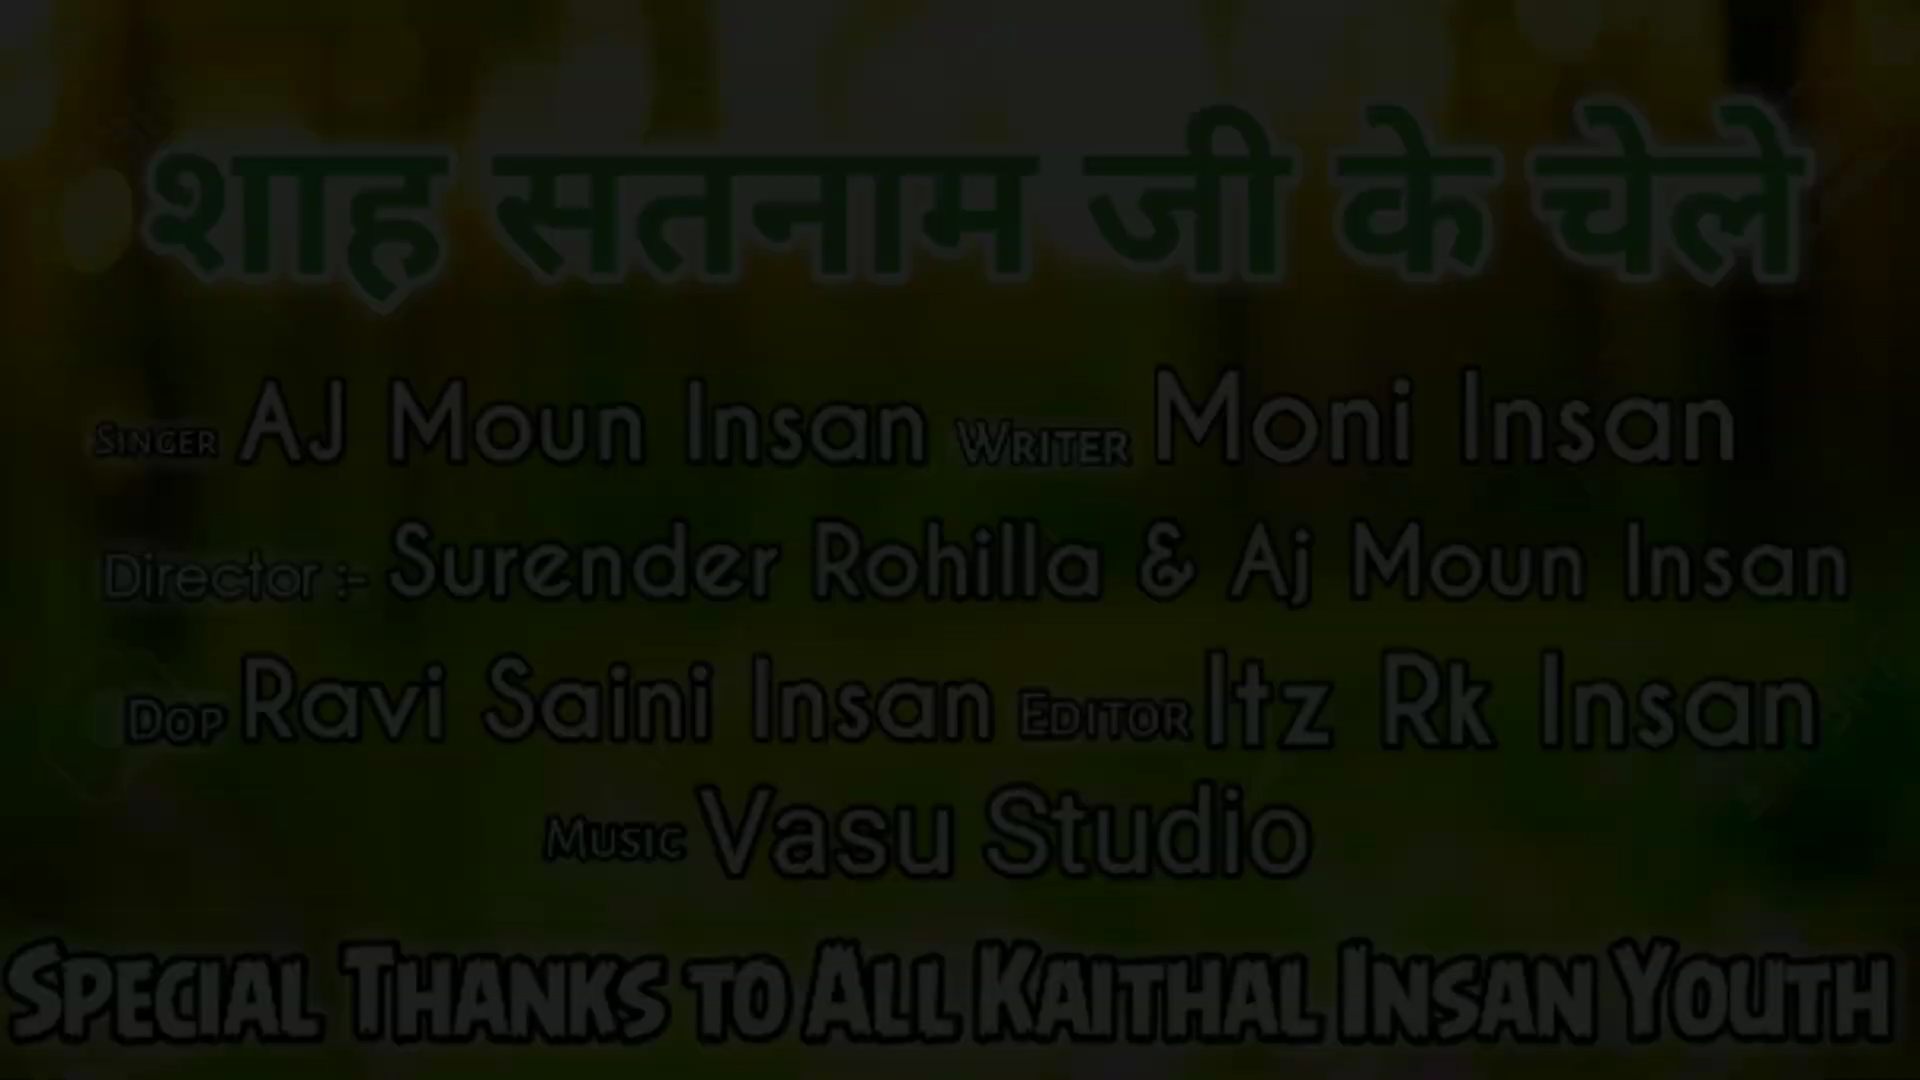 शाह सतनाम जी के चेले
SINGER AJ Moun Insan WRITER Moni Insan
Director :- Surender Rohilla & Aj Moun Insan
DOP Ravi Saini Insan EDITOR Itz Rk Insan
MUSIC Vasu Studio
SPECIAL THANKS TO ALL KAITHAL INSAN YOUTH